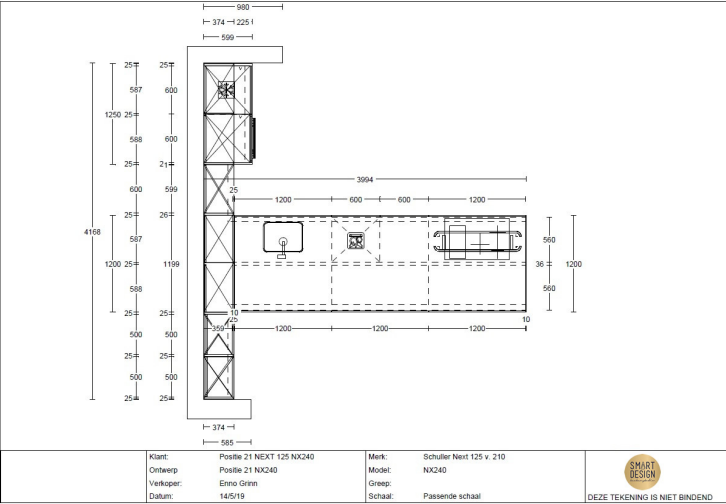 980
374 225
599
25 25
587 600
1250 25
588 600
25 21
3994
600 599 25
1200 600 600 1200
25 26
4168
587 560
1200 25 1199 36 1200
588 560
25 25 10
25 10
359 1200 1200 1200
500 500
25 25
500 500
25 25
374
585
Klant: Positie 21 NEXT 125 NX240 Merk: Schuller Next 125 v. 210
Ontwerp Positie 21 NX240 Model: NX240
Verkoper: Enno Grinn Greep:
Datum: 14/5/19 Schaal: Passende schaal
SMART
DESIGN
DEZE TEKENING IS NIET BINDEND